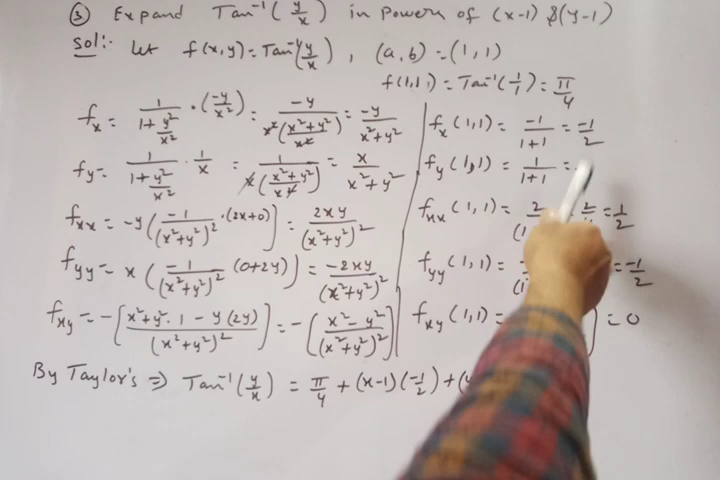 ③ Expand Tan⁻¹(y/x) in powers of (x-1) &(y-1)
Sol:- Let f(x,y)=Tan⁻¹(y/x), (a,b)=(1,1)
f(1,1)=Tan⁻¹(1/1)=π/4
fx = 1/(1+y²/x²)·(-y/x²) = -y/(x²(x²+y²)/x²) = -y/(x²+y²)
fx(1,1) = -1/(1+1) = -1/2
fy = 1/(1+y²/x²)·1/x = 1/(x(x²+y²)/x²) = x/(x²+y²)
fy(1,1) = 1/(1+1) =
fxx = -y(-1/(x²+y²)²·(2x+0)) = 2xy/(x²+y²)²
fxx(1,1) = 2/(1 2/ = 1/2
fyy = x(-1/(x²+y²)² (0+2y)) = -2xy/(x²+y²)²
fyy(1,1) = = -1/2
fxy = -[(x²+y²·1-y(2y))/(x²+y²)²] = -(x²-y²/(x²+y²)²)
fxy(1,1) = =0
By Taylor's ⇒ Tan⁻¹(y/x) = π/4 +(x-1)(-1/2)+(